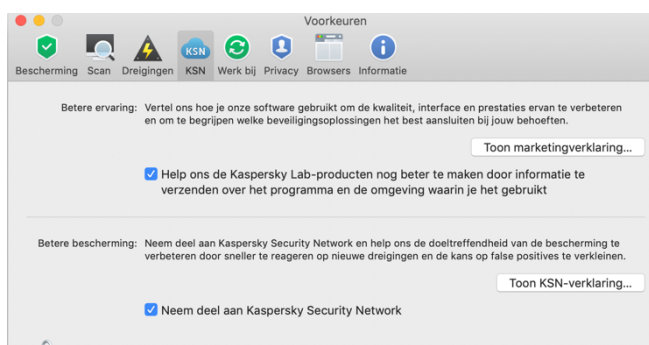 Voorkeuren
KSN
Bescherming Scan Dreigingen KSN Werk bij Privacy Browsers Informatie
Betere ervaring: Vertel ons hoe je onze software gebruikt om de kwaliteit, interface en prestaties ervan te verbeteren
en om te begrijpen welke beveiligingsoplossingen het best aansluiten bij jouw behoeften.
Toon marketingverklaring...
Help ons de Kaspersky Lab-producten nog beter te maken door informatie te
verzenden over het programma en de omgeving waarin je het gebruikt
Betere bescherming: Neem deel aan Kaspersky Security Network en help ons de doeltreffendheid van de bescherming te
verbeteren door sneller te reageren op nieuwe dreigingen en de kans op false positives te verkleinen.
Toon KSN-verklaring...
Neem deel aan Kaspersky Security Network